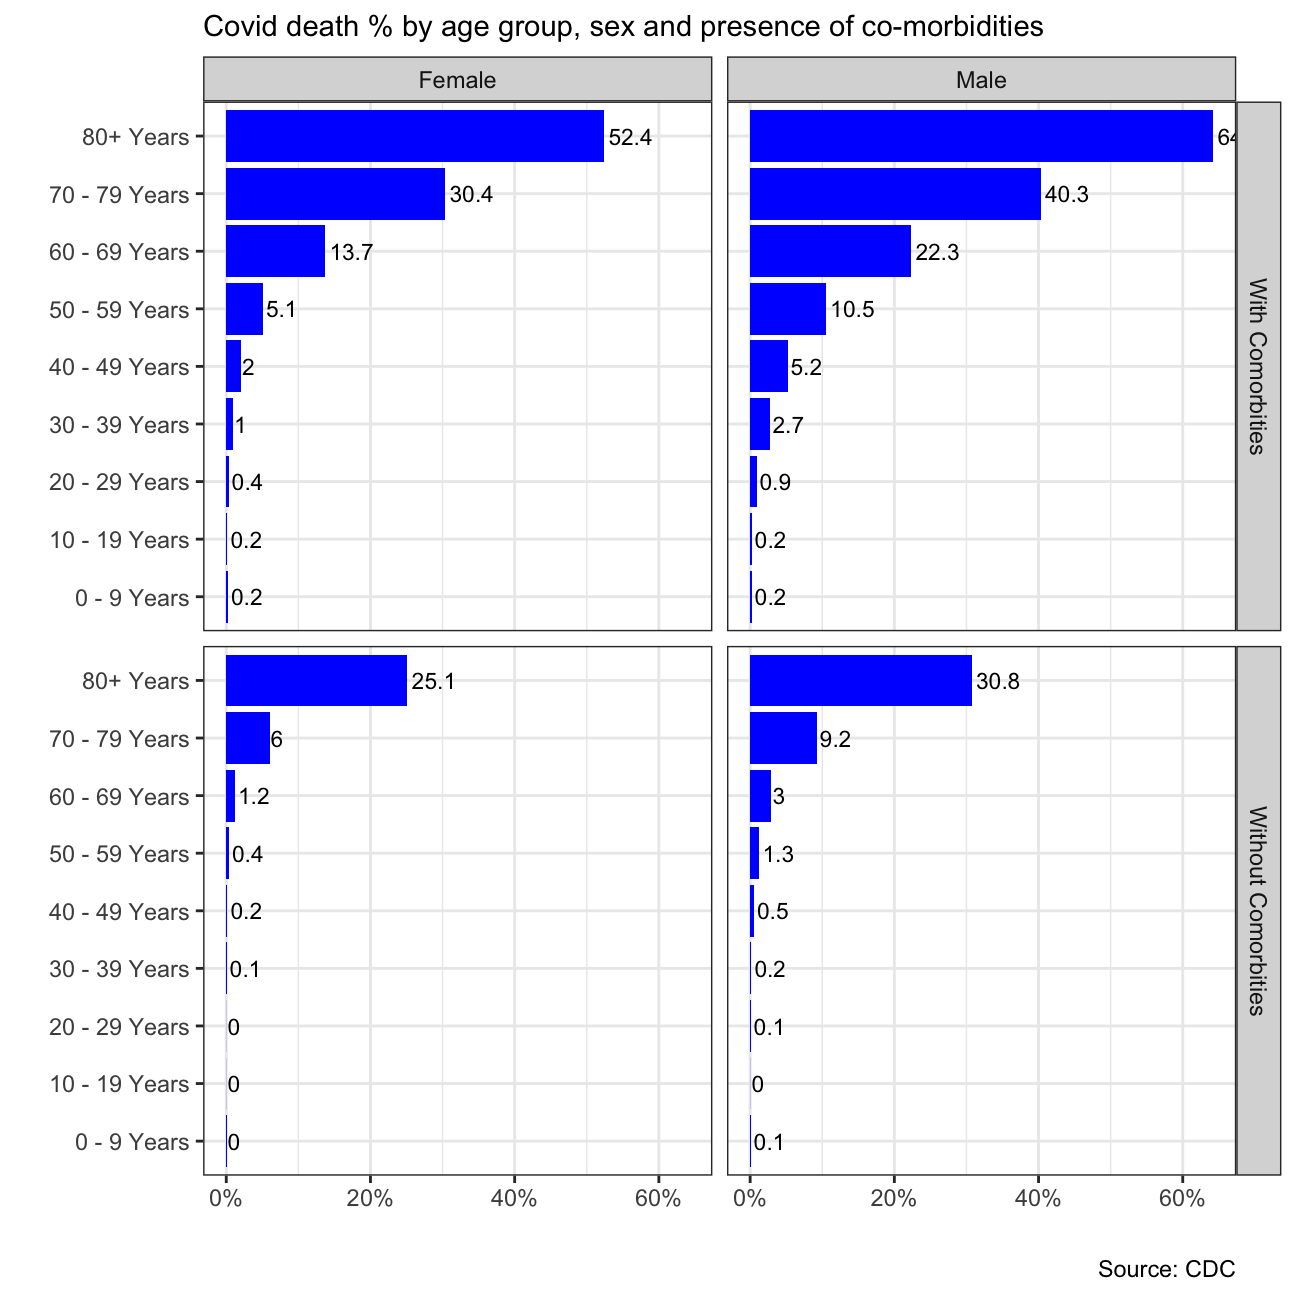 Covid death % by age group, sex and presence of co-morbidities
Female
Male
80+ Years 52.4 64
70 - 79 Years 30.4 40.3
60 - 69 Years 13.7 22.3
50 - 59 Years 5.1 10.5
40 - 49 Years 2 5.2
30 - 39 Years 1 2.7
20 - 29 Years 0.4 0.9
10 - 19 Years 0.2 0.2
0 - 9 Years 0.2 0.2
With Comorbities
80+ Years 25.1 30.8
70 - 79 Years 6 9.2
60 - 69 Years 1.2 3
50 - 59 Years 0.4 1.3
40 - 49 Years 0.2 0.5
30 - 39 Years 0.1 0.2
20 - 29 Years 0 0.1
10 - 19 Years 0 0
0 - 9 Years 0 0.1
Without Comorbities
0% 20% 40% 60% 0% 20% 40% 60%
Source: CDC